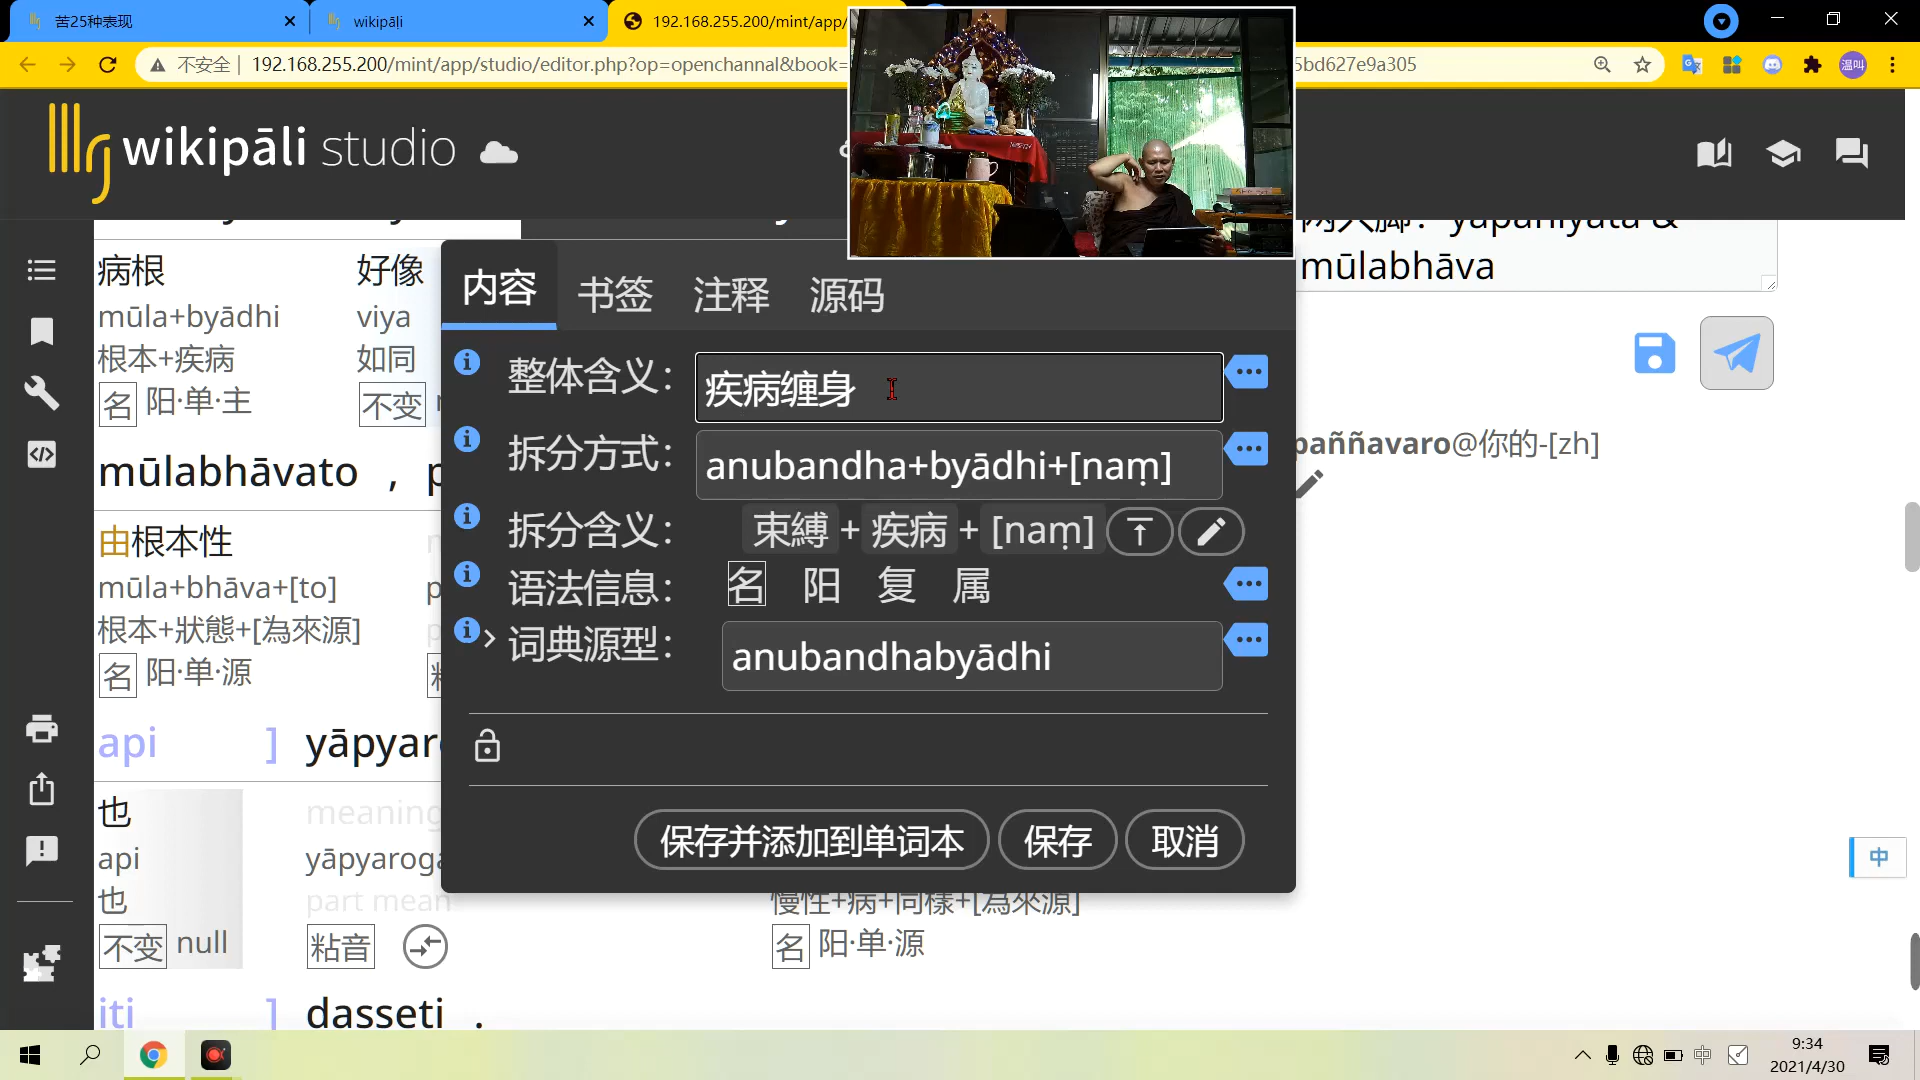 苦25种表现
wikipāḷi
192.168.255.200/mint/app/
不安全
192.168.255.200/mint/app/studio/editor.php?op=openchannal&book=
5bd627e9a305
温叫
wikipāli studio
yāpanīyatā &
mūlabhāva
病根 好像
mūla+byādhi viya
根本+疾病 如同
名 阳·单·主 不变
mūlabhāvato , p
由根本性
mūla+bhāva+[to]
根本+狀態+[為來源]
名 阳·单·源
api ] yāpyaro
也 meaning
api yāpyaroga
也 part mean
不变 null 粘音
慢性+病+同樣+[為來源]
名 阳·单·源
iti ] dasseti .
内容 书签 注释 源码
整体含义: 疾病缠身
拆分方式: anubandha+byādhi+[naṃ]
拆分含义: 束縛 + 疾病 + [naṃ]
语法信息: 名 阳 复 属
词典源型: anubandhabyādhi
保存并添加到单词本 保存 取消
paññavaro@你的-[zh]
中
中
9:34
2021/4/30